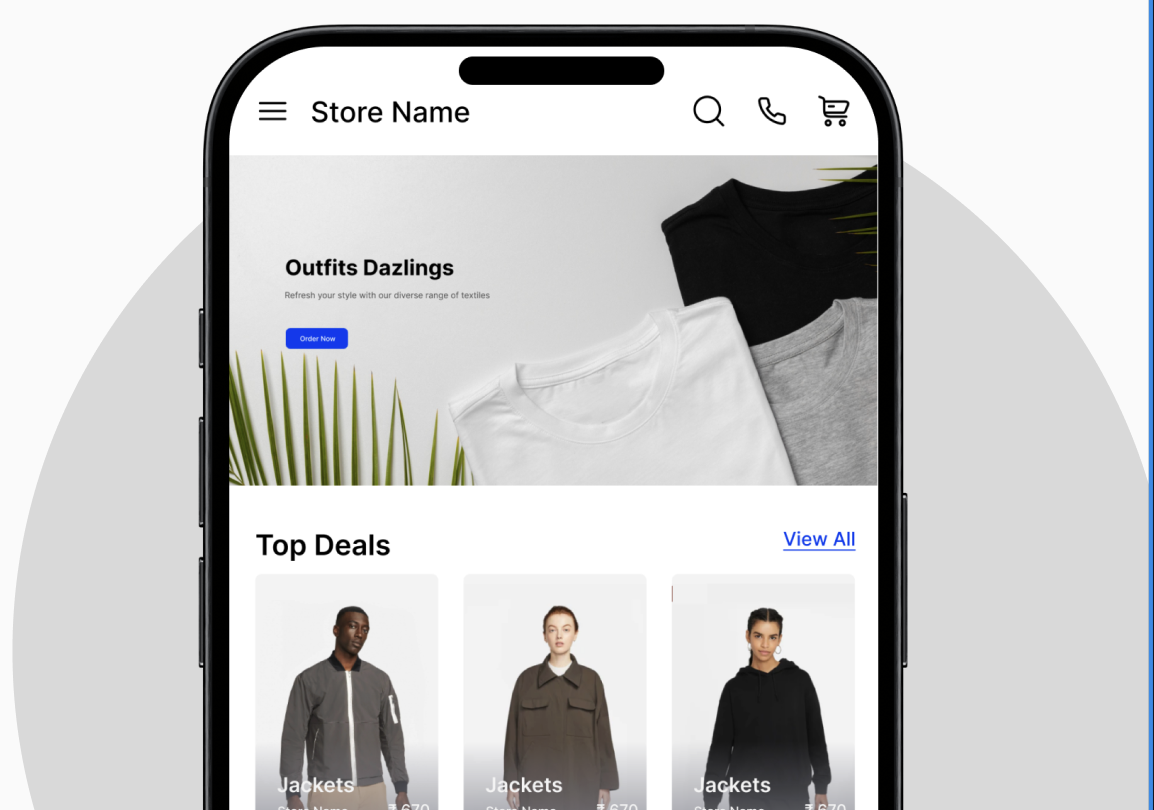 Store Name
Outfits Dazlings
Refresh your style with our diverse range of textiles
Order Now
Top Deals
View All
Jackets Jackets Jackets
Store Name ₹ 670 Store Name ₹ 670 Store Name ₹ 670